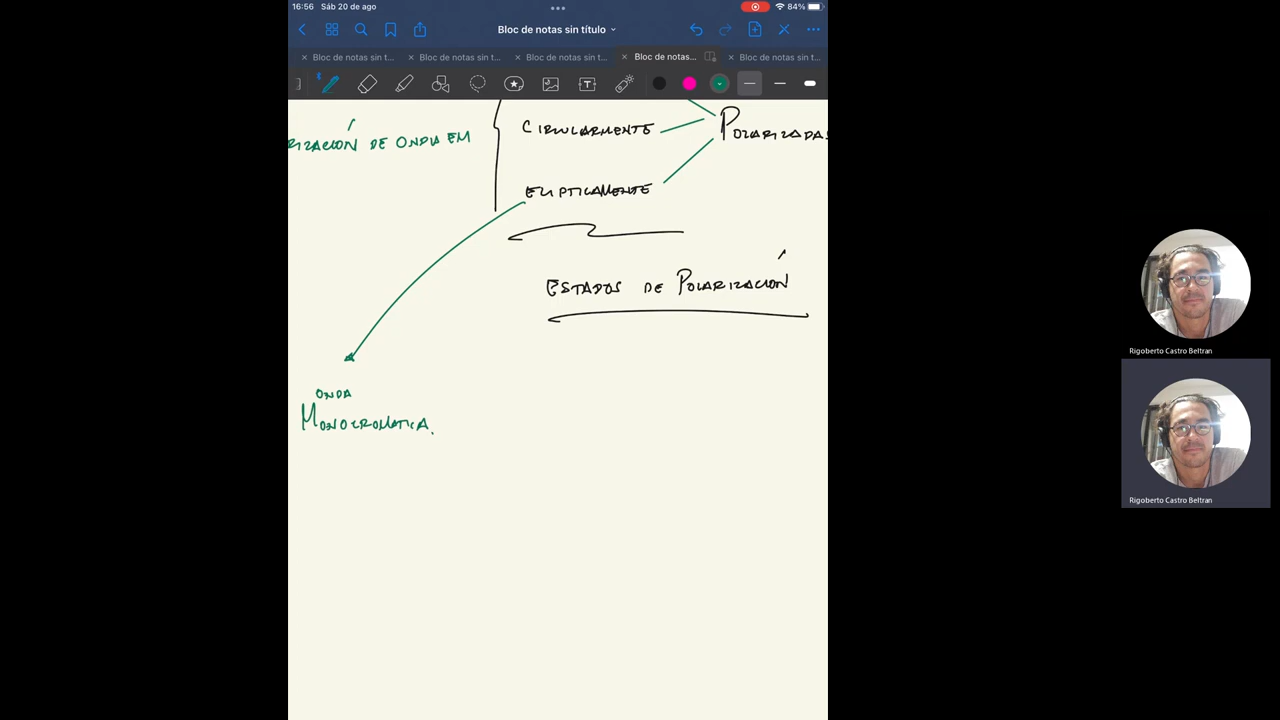 16:56 Sáb 20 de ago
84%
Bloc de notas sin título
Bloc de notas sin t...
Bloc de notas sin t...
Bloc de notas sin t...
Bloc de notas...
Bloc de notas sin t...
CIRCULARMENTE
POLARIZADAS
RIZACIÓN DE ONDA EM
ELIPTICAMENTE
ESTADOS DE POLARIZACIÓN
ONDA
MONOCROMATICA.
Rigoberto Castro Beltran
Rigoberto Castro Beltran